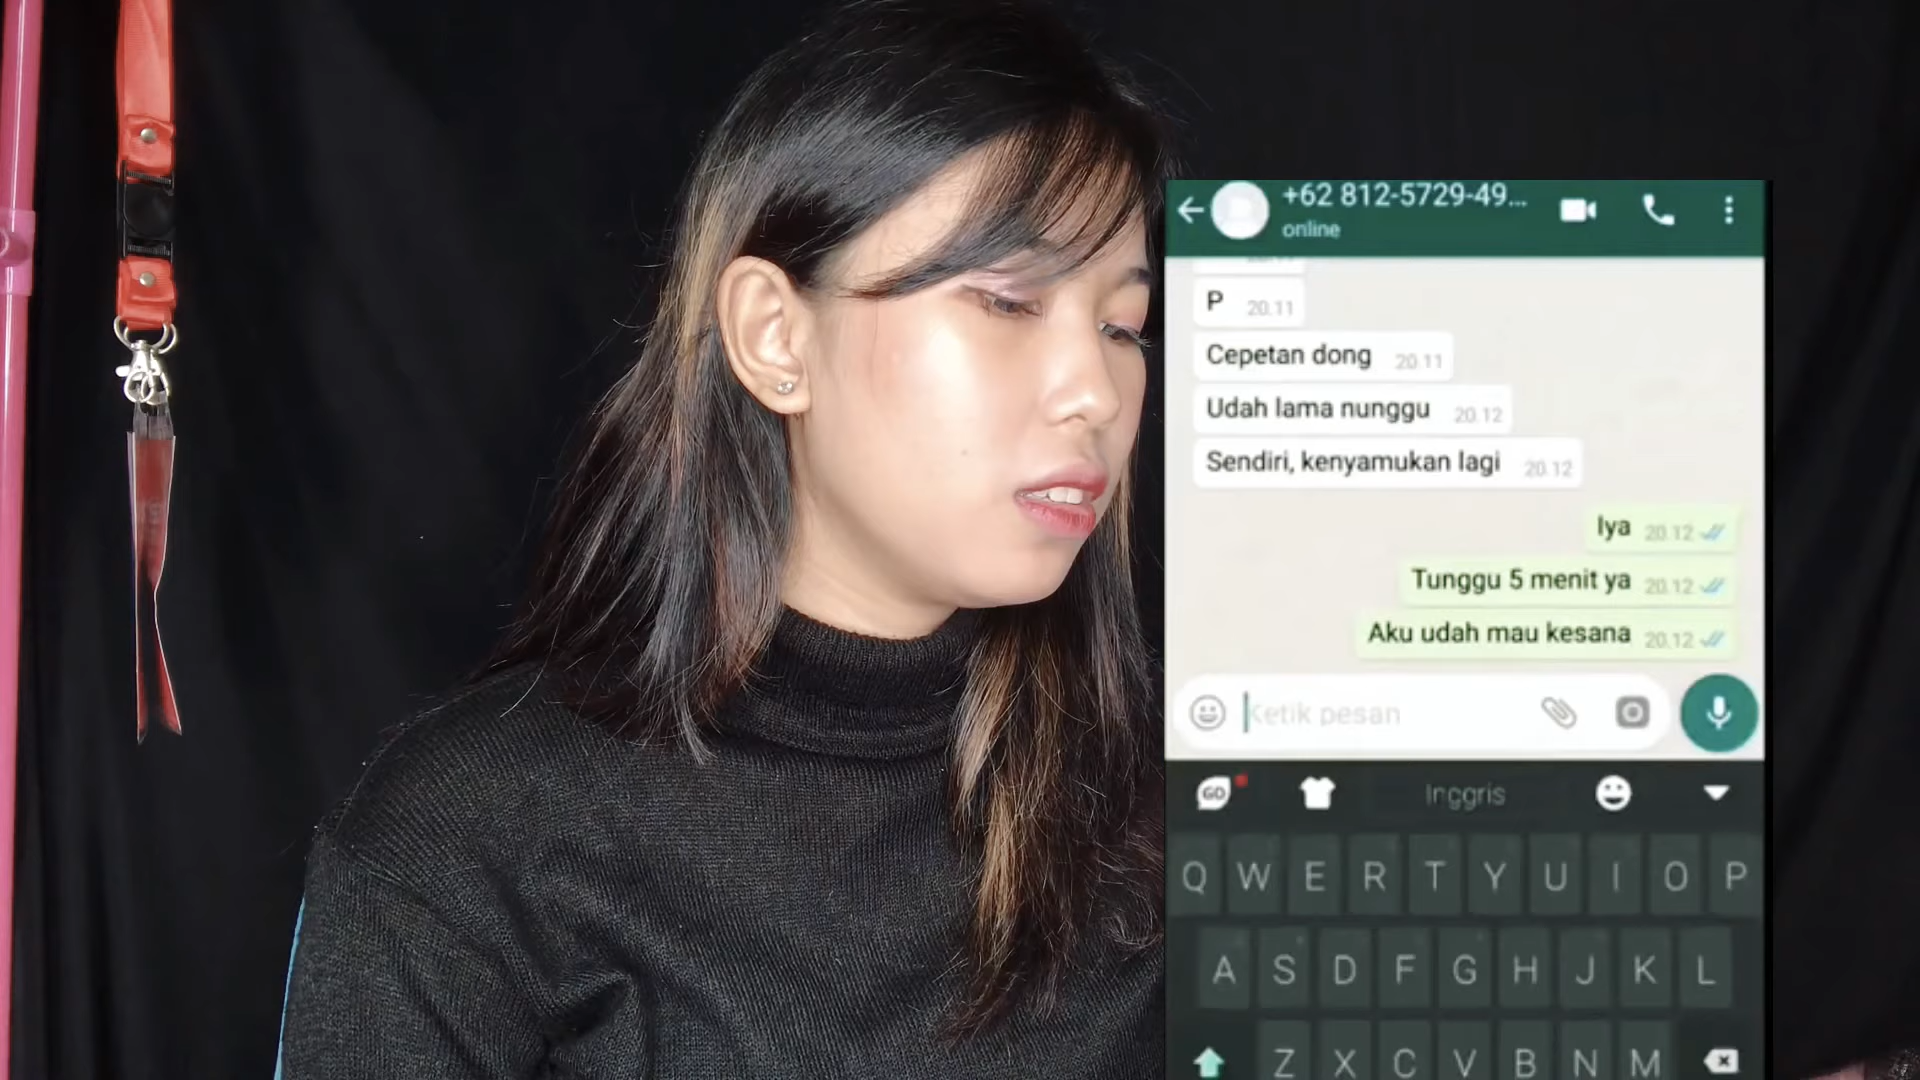 +62 812-5729-49...
online
P 20.11
Cepetan dong 20.11
Udah lama nunggu 20.12
Sendiri, kenyamukan lagi 20.12
Iya 20.12
Tunggu 5 menit ya 20.12
Aku udah mau kesana 20.12
Ketik pesan
GO
Inggris
Q W E R T Y U I O P
A S D F G H J K L
Z X C V B N M